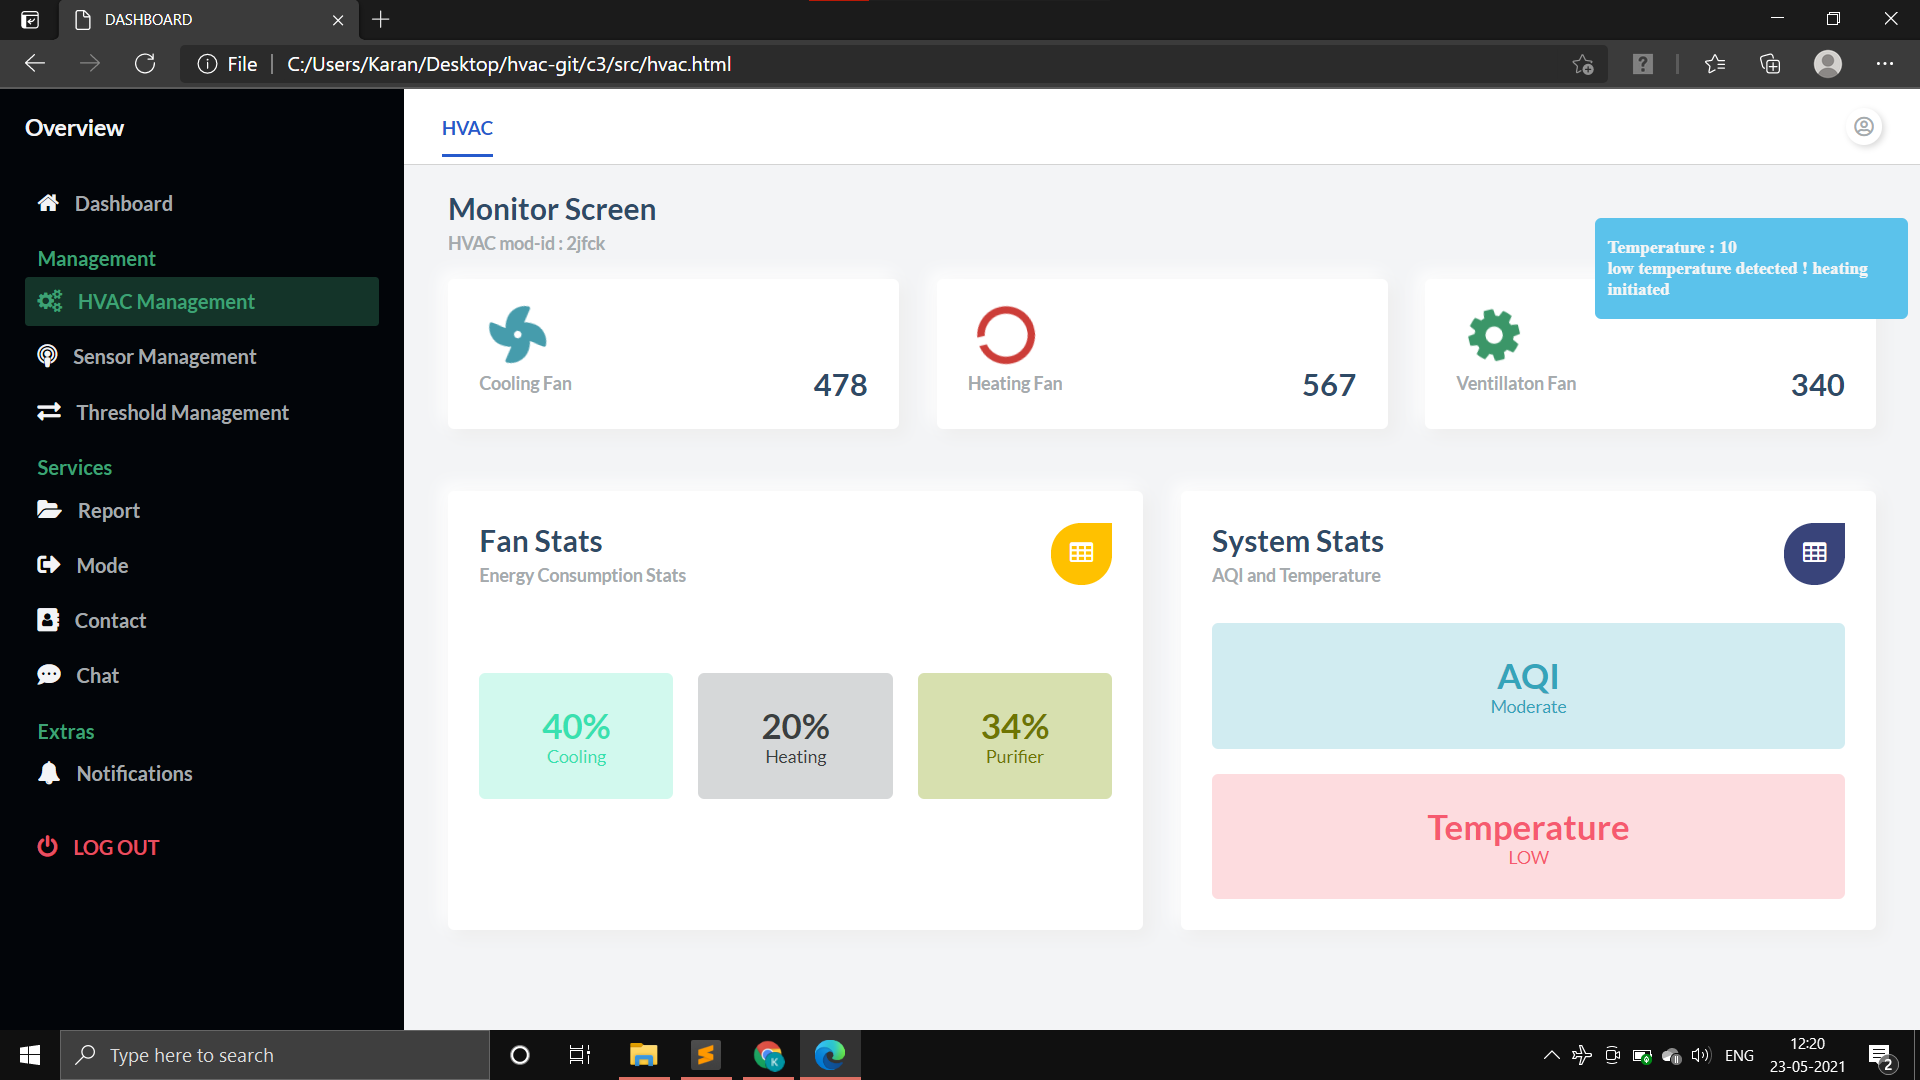 DASHBOARD
File
C:/Users/Karan/Desktop/hvac-git/c3/src/hvac.html
Overview
Dashboard
Management
HVAC Management
Sensor Management
Threshold Management
Services
Report
Mode
Contact
Chat
Extras
Notifications
LOG OUT
HVAC
Monitor Screen
HVAC mod-id : 2jfck
Temperature : 10
low temperature detected ! heating
initiated
Cooling Fan
478
Heating Fan
567
Ventillaton Fan
340
Fan Stats
Energy Consumption Stats
40%
Cooling
20%
Heating
34%
Purifier
System Stats
AQI and Temperature
AQI
Moderate
Temperature
LOW
Type here to search
K
ENG
12:20
23-05-2021
2